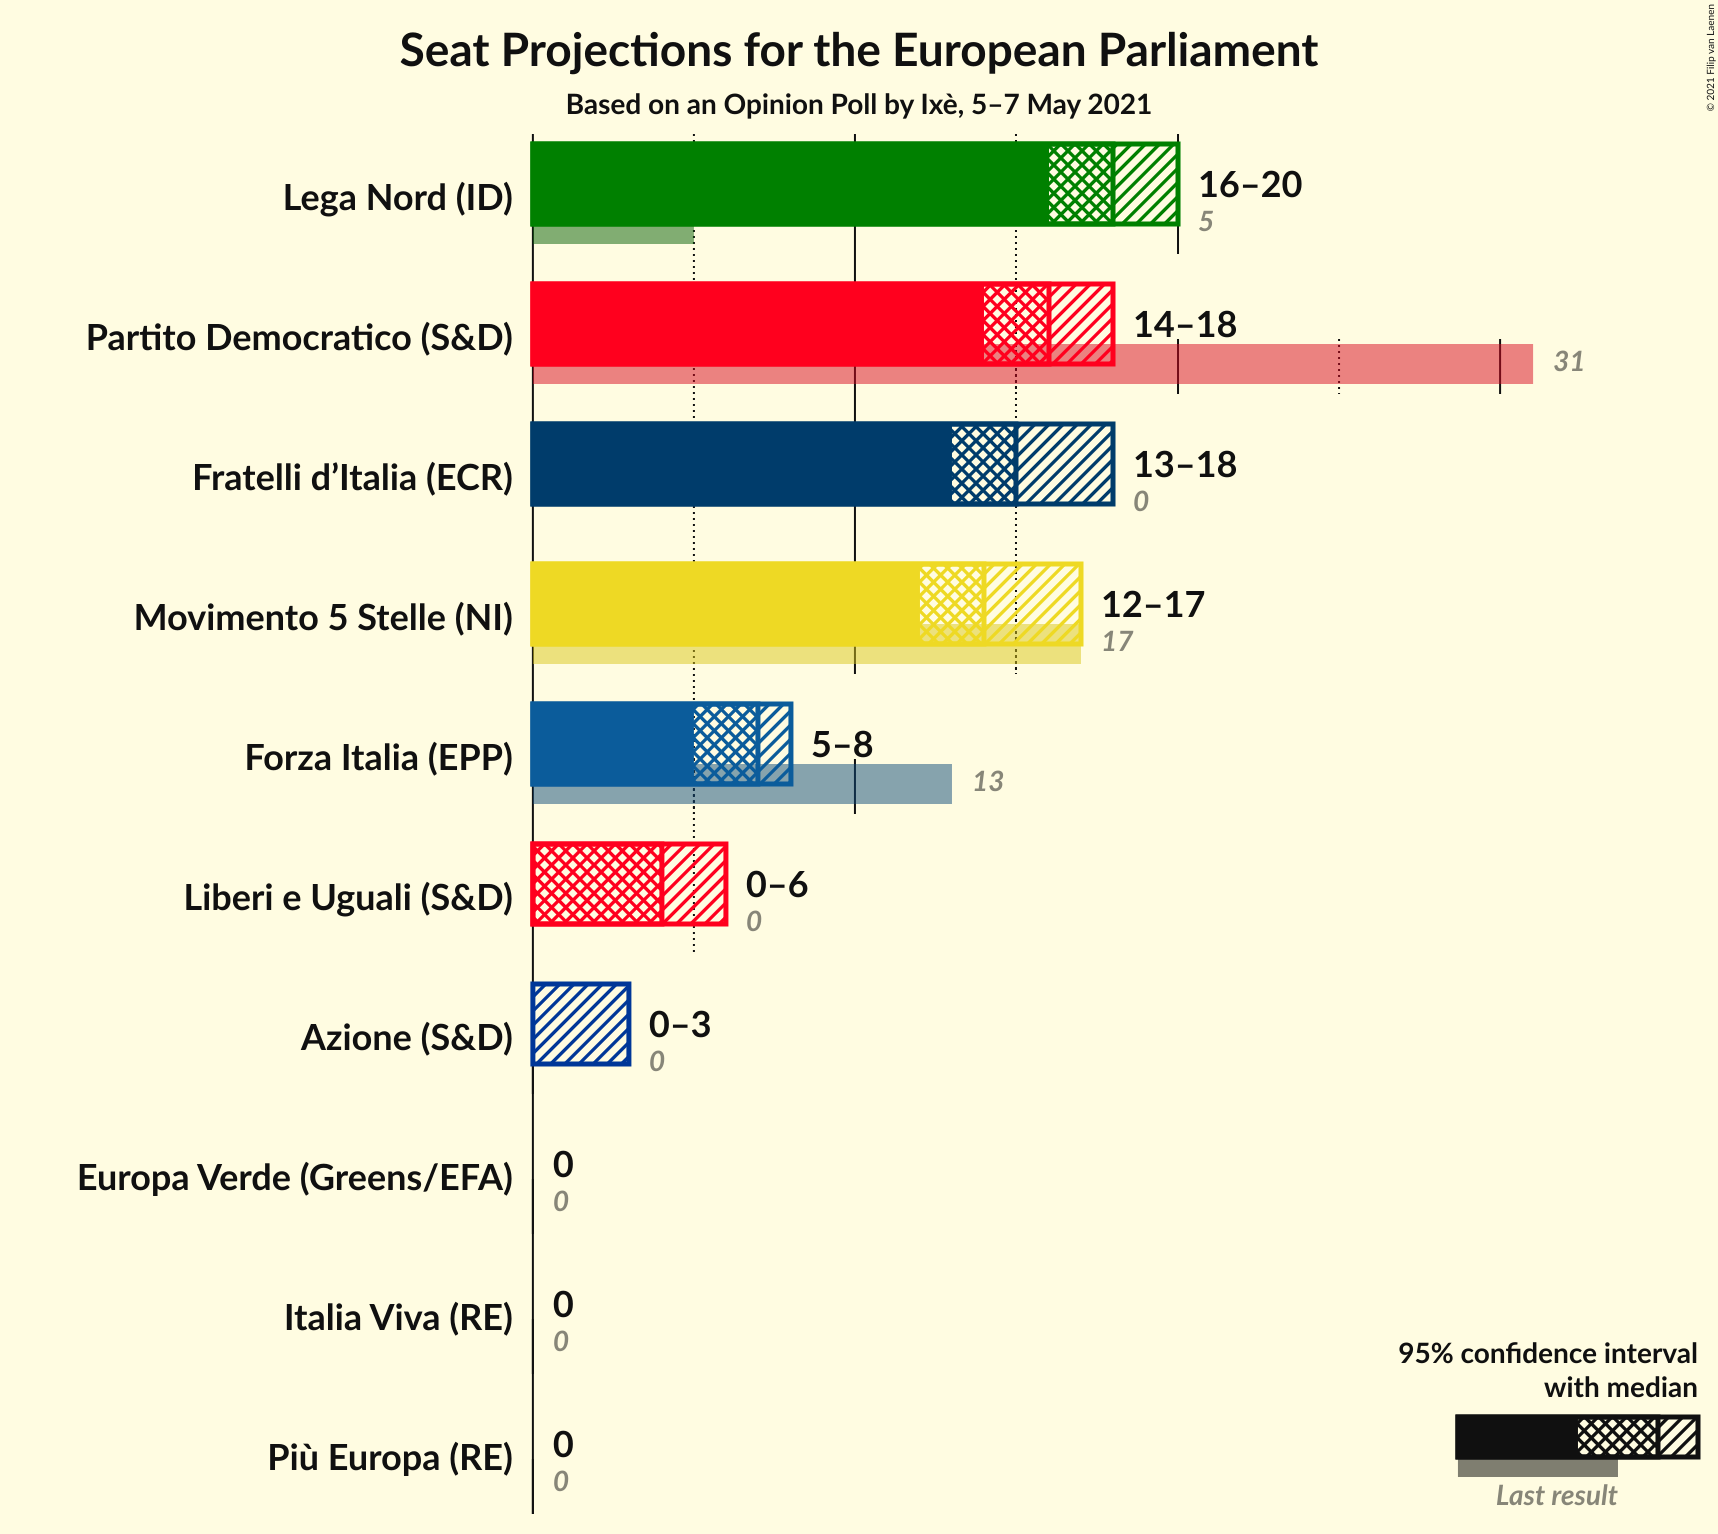 Seat Projections for the European Parliament
Based on an Opinion Poll by Ixè, 5–7 May 2021
© 2021 Filip van Laenen
Lega Nord (ID)
16–20
5
Partito Democratico (S&D)
14–18
31
Fratelli d’Italia (ECR)
13–18
0
Movimento 5 Stelle (NI)
12–17
17
Forza Italia (EPP)
5–8
13
Liberi e Uguali (S&D)
0–6
0
Azione (S&D)
0–3
0
Europa Verde (Greens/EFA)
0
0
Italia Viva (RE)
0
0
Più Europa (RE)
0
0
95% confidence interval
with median
Last result